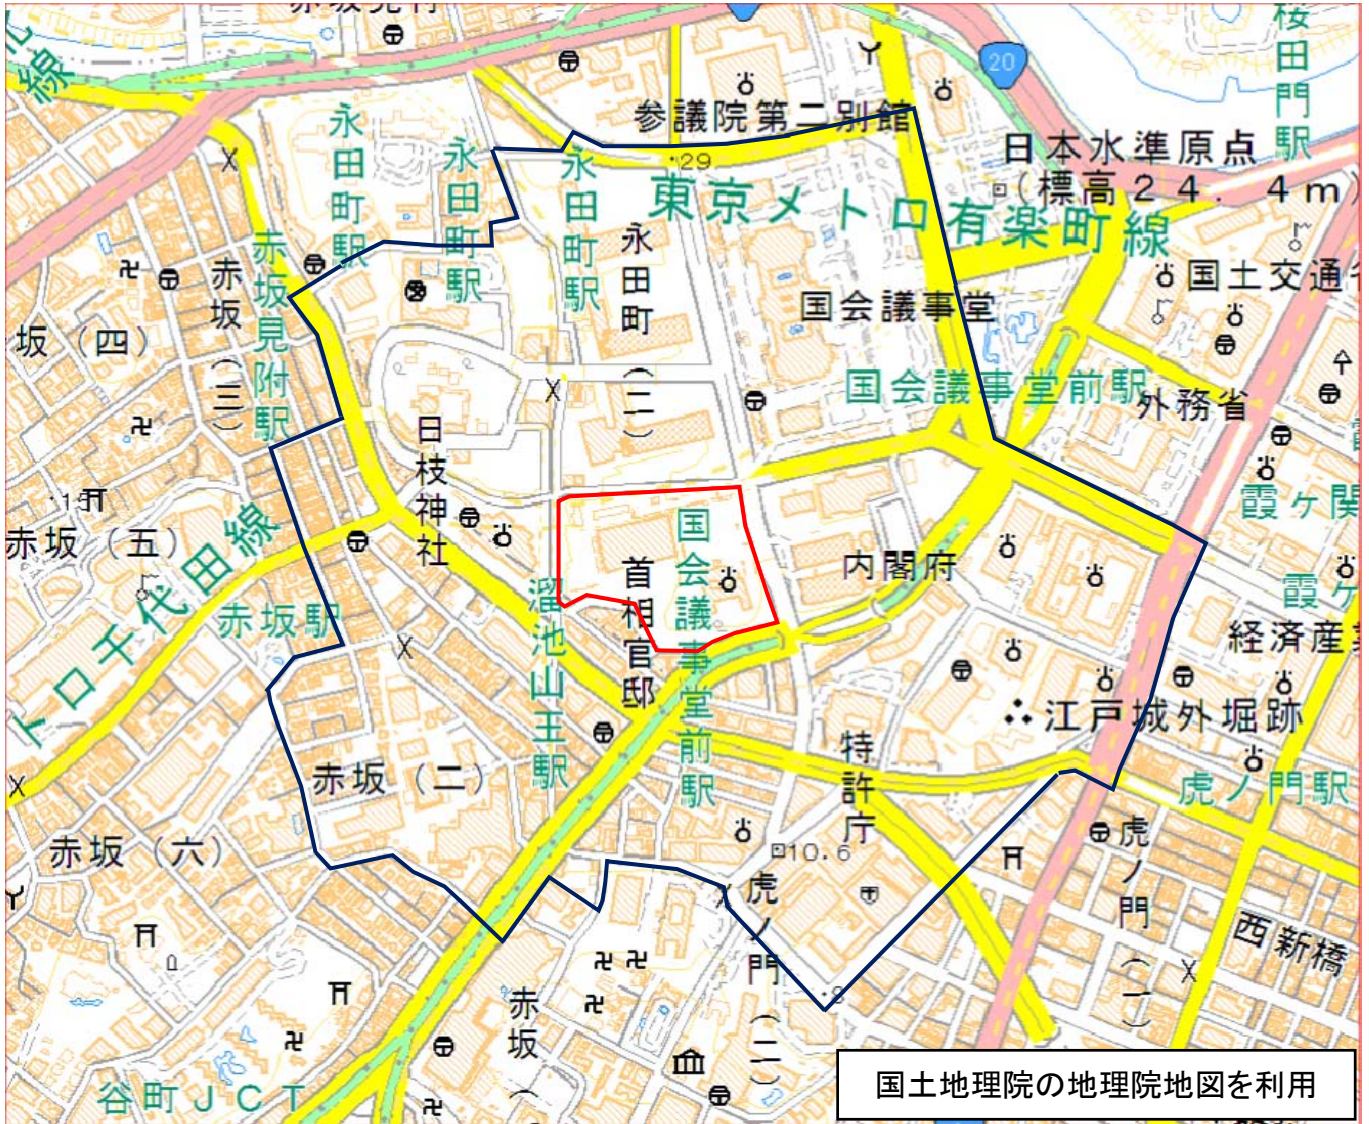 桜田門駅
20
参議院第二別館
日本水準原点
(標高24.4m)
29
永田町駅
永田町駅
永田町駅
東京メトロ有楽町線
赤坂見附駅
赤坂(三)
永田町(二)
国会議事堂
国土交通省
坂(四)
国会議事堂前駅
外務省
日枝神社
15
赤坂(五)
霞ヶ関
国会議事堂前駅
首相官邸
内閣府
溜池山王駅
赤坂駅
霞ケ
経済産業
トロ千代田線
江戸城外堀跡
特許庁
赤坂(二)
虎ノ門駅
赤坂(六)
10.6
虎ノ門(一)
虎ノ門(二)
西新橋
8
赤坂(
谷町JCT
国土地理院の地理院地図を利用